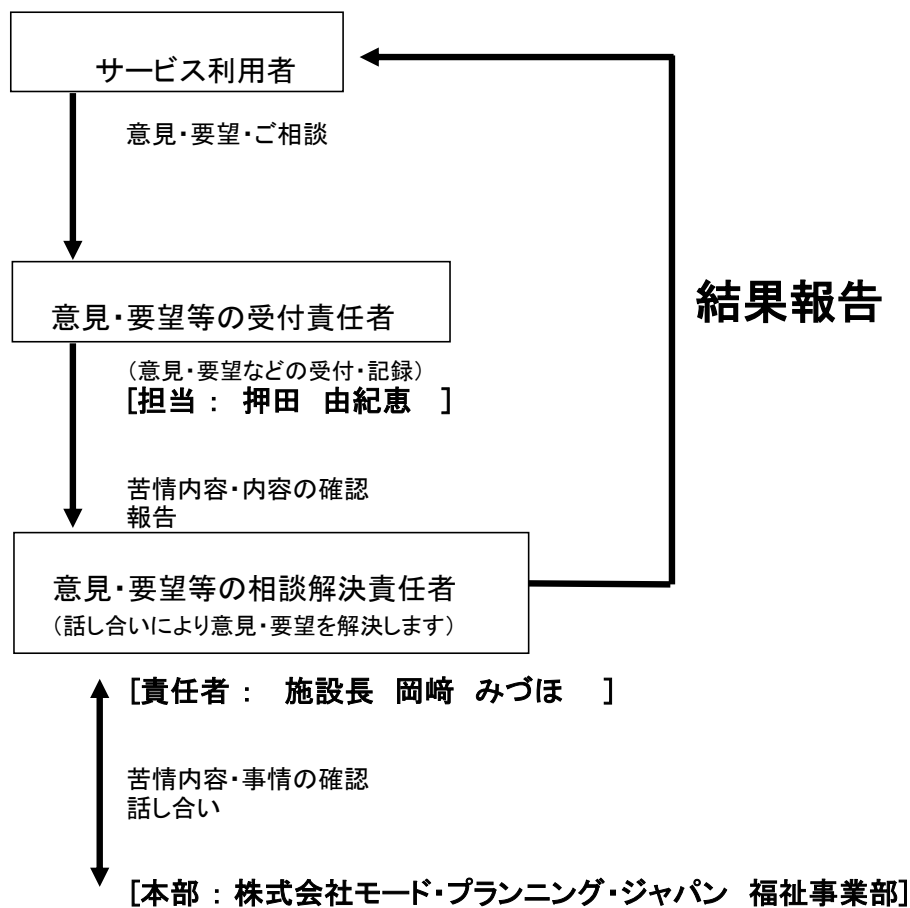 サービス利用者
意見・要望・ご相談
意見・要望等の受付責任者
（意見・要望などの受付・記録）
[担当： 押田 由紀恵 ]
結果報告
苦情内容・内容の確認
報告
意見・要望等の相談解決責任者
（話し合いにより意見・要望を解決します）
[責任者： 施設長 岡﨑 みづほ ]
苦情内容・事情の確認
話し合い
[本部：株式会社モード・プランニング・ジャパン 福祉事業部]